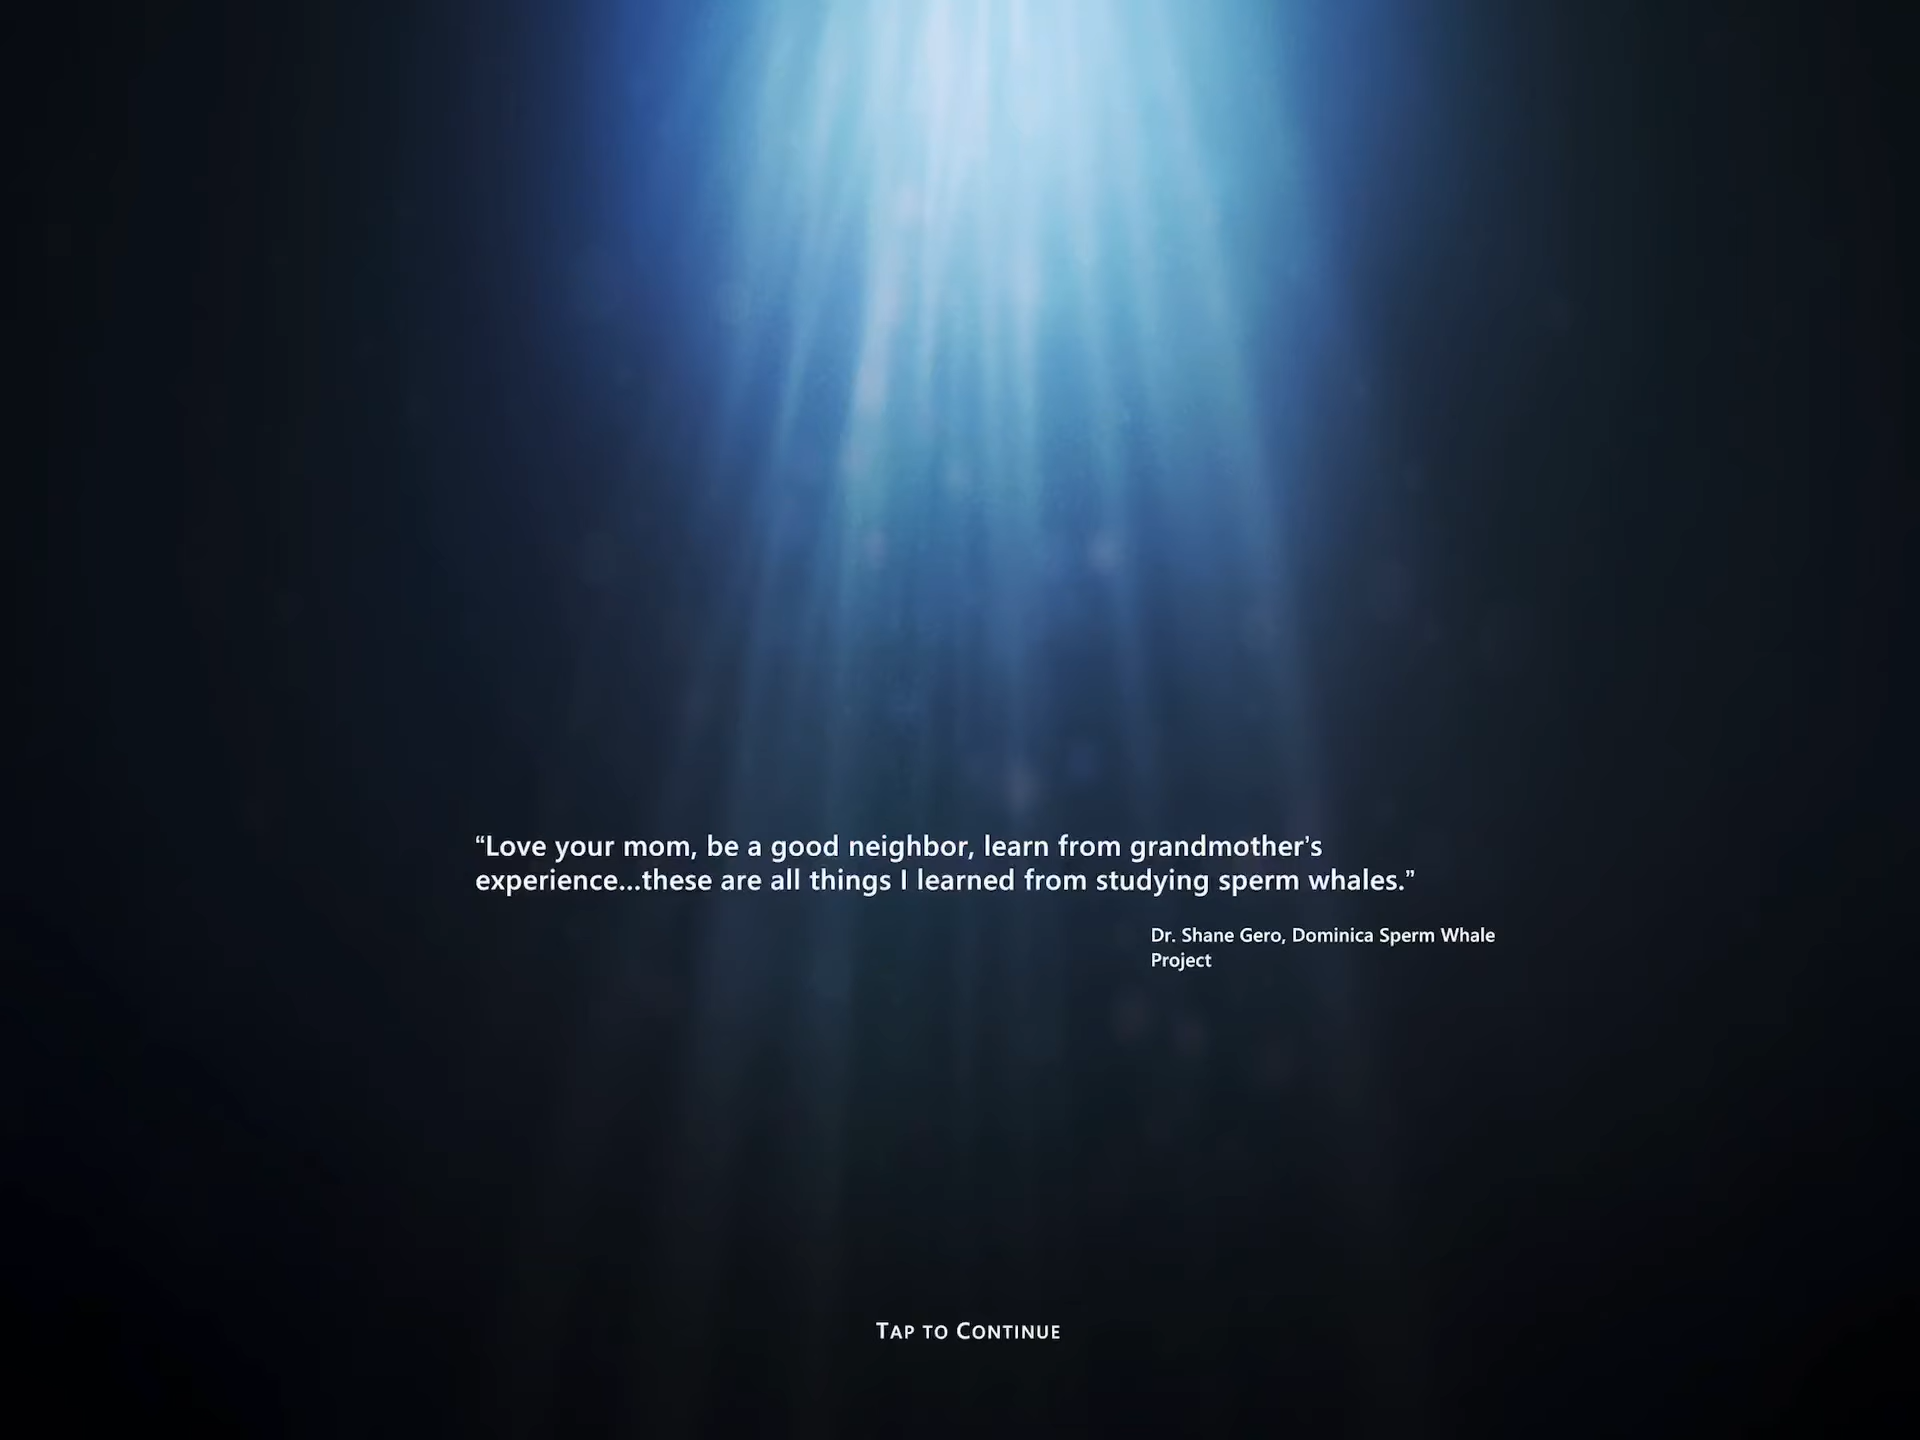 “Love your mom, be a good neighbor, learn from grandmother’s
experience...these are all things I learned from studying sperm whales.”
Dr. Shane Gero, Dominica Sperm Whale
Project
TAP TO CONTINUE